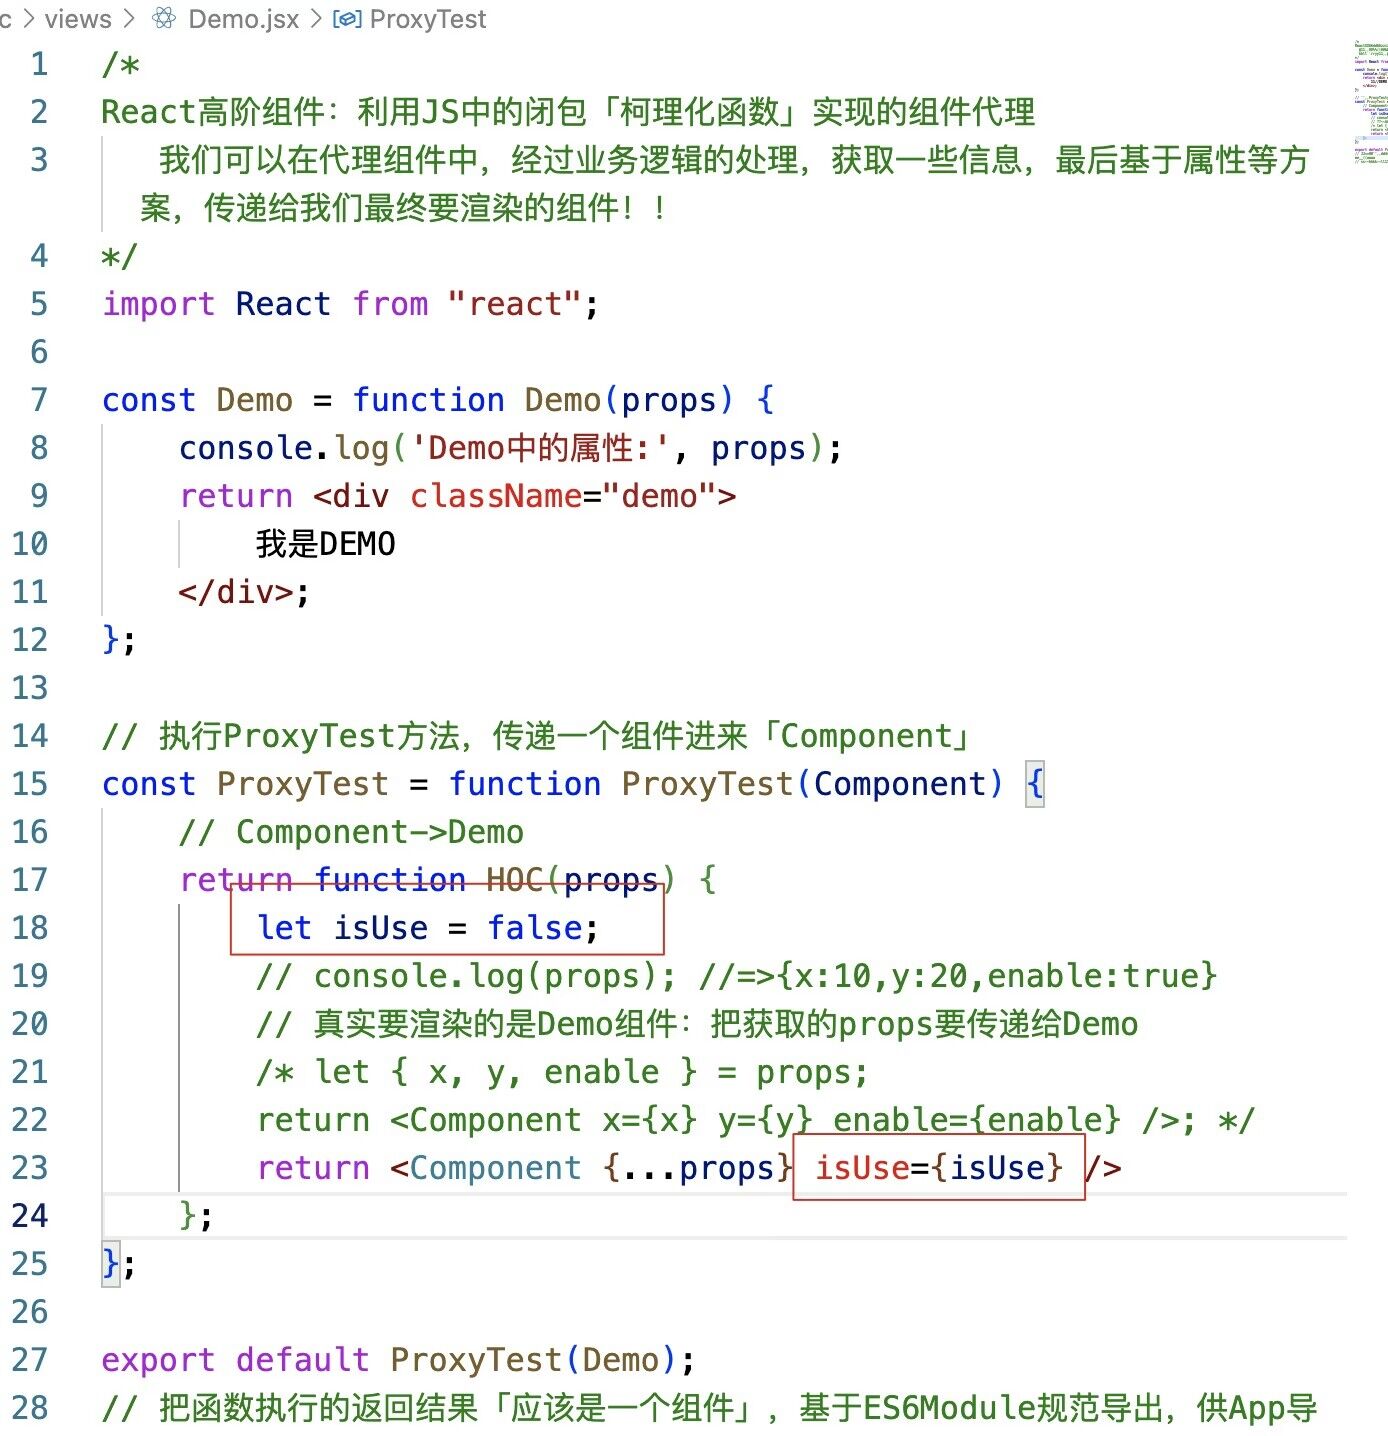 c > views > Demo.jsx > ProxyTest
1 /*
2 React高阶组件：利用JS中的闭包「柯理化函数」实现的组件代理
3 我们可以在代理组件中，经过业务逻辑的处理，获取一些信息，最后基于属性等方
案，传递给我们最终要渲染的组件！！
4 */
5 import React from "react";
6
7 const Demo = function Demo(props) {
8 console.log('Demo中的属性:', props);
9 return <div className="demo">
10 我是DEMO
11 </div>;
12 };
13
14 // 执行ProxyTest方法，传递一个组件进来「Component」
15 const ProxyTest = function ProxyTest(Component) {
16 // Component->Demo
17 return function HOC(props) {
18 let isUse = false;
19 // console.log(props); //=>{x:10,y:20,enable:true}
20 // 真实要渲染的是Demo组件：把获取的props要传递给Demo
21 /* let { x, y, enable } = props;
22 return <Component x={x} y={y} enable={enable} />; */
23 return <Component {...props} isUse={isUse} />
24 };
25 };
26
27 export default ProxyTest(Demo);
28 // 把函数执行的返回结果「应该是一个组件」，基于ES6Module规范导出，供App导